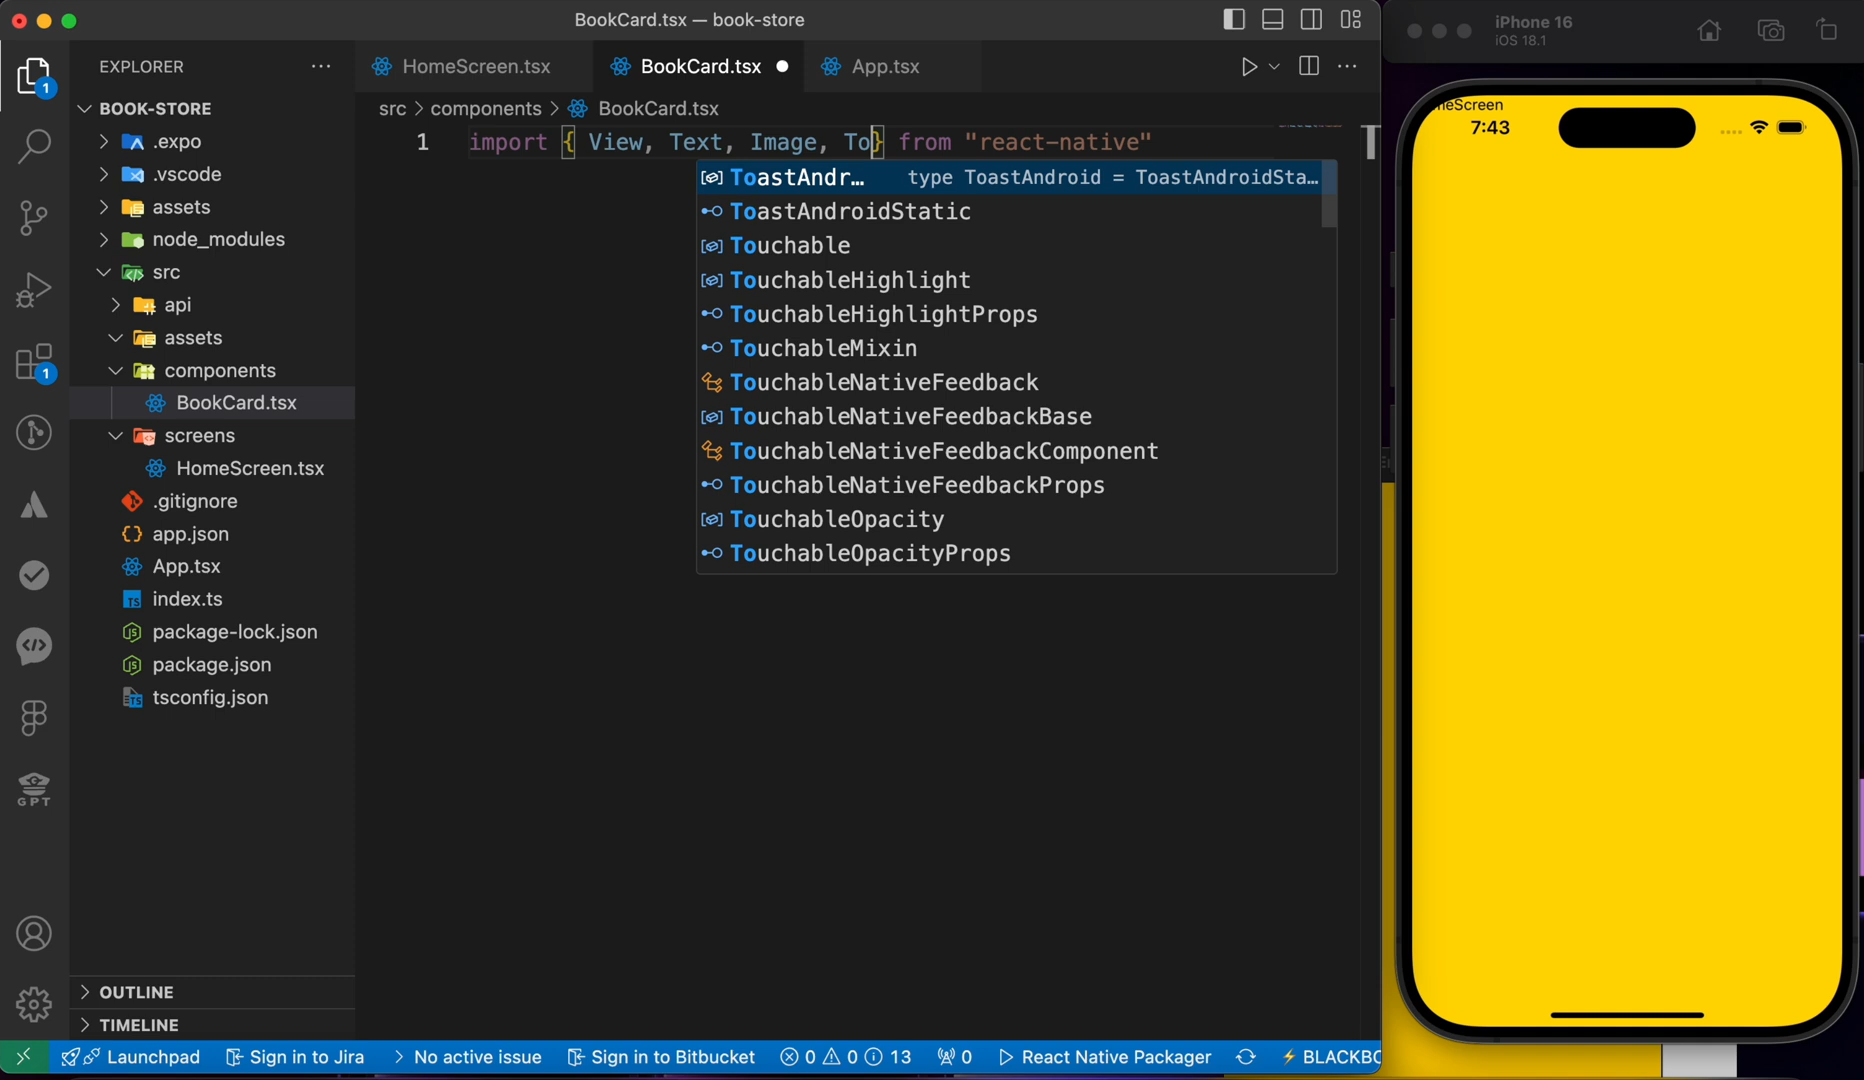 BookCard.tsx — book-store
EXPLORER
BOOK-STORE
.expo
.vscode
assets
node_modules
src
api
assets
components
BookCard.tsx
screens
HomeScreen.tsx
.gitignore
app.json
App.tsx
index.ts
package-lock.json
package.json
tsconfig.json
OUTLINE
TIMELINE
1
1
GPT
HomeScreen.tsx
BookCard.tsx
App.tsx
src > components > BookCard.tsx
1 import { View, Text, Image, To} from "react-native"
ToastAndr... type ToastAndroid = ToastAndroidSta...
ToastAndroidStatic
Touchable
TouchableHighlight
TouchableHighlightProps
TouchableMixin
TouchableNativeFeedback
TouchableNativeFeedbackBase
TouchableNativeFeedbackComponent
TouchableNativeFeedbackProps
TouchableOpacity
TouchableOpacityProps
Launchpad Sign in to Jira > No active issue Sign in to Bitbucket 0 0 13 0 React Native Packager BLACKBO
iPhone 16
iOS 18.1
meScreen
7:43